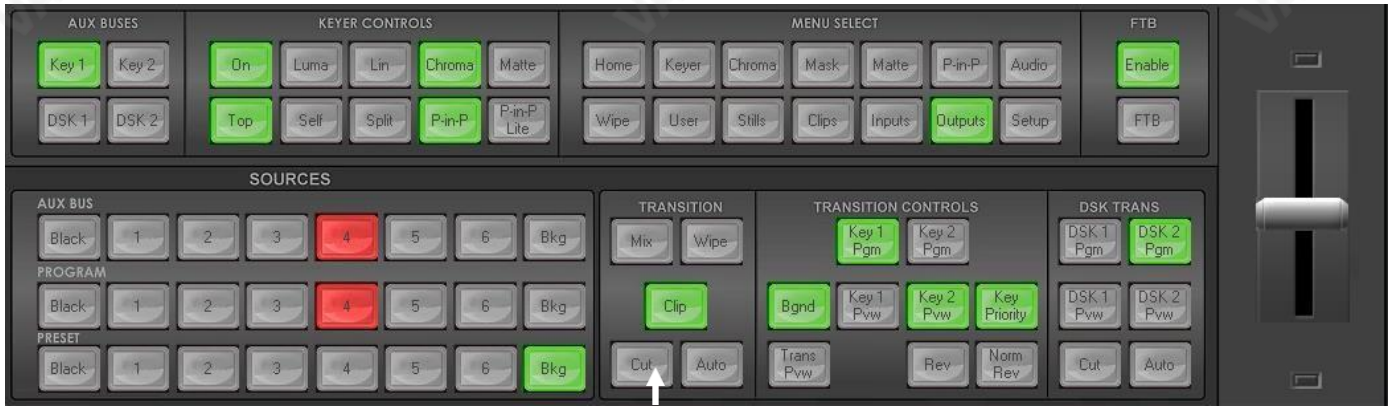 AUX BUSES
KEYER CONTROLS
MENU SELECT
FTB
Key 1 Key 2
On Luma Lin Chroma Matte
Home Keyer Chroma Mask Matte P-in-P Audio
Enable
DSK 1 DSK 2
Top Self Split P-in-P P-in-P Lite
Wipe User Stills Clips Inputs Outputs Setup
FTB
SOURCES
AUX BUS
Black 1 2 3 4 5 6 Bkg
PROGRAM
Black 1 2 3 4 5 6 Bkg
PRESET
Black 1 2 3 4 5 6 Bkg
TRANSITION
Mix Wipe
Clip
Cut Auto
TRANSITION CONTROLS
Key 1 Pgm Key 2 Pgm
Bgnd Key 1 Pvw Key 2 Pvw Key Priority
Trans Pvw Rev Norm Rev
DSK TRANS
DSK 1 Pgm DSK 2 Pgm
DSK 1 Pvw DSK 2 Pvw
Cut Auto